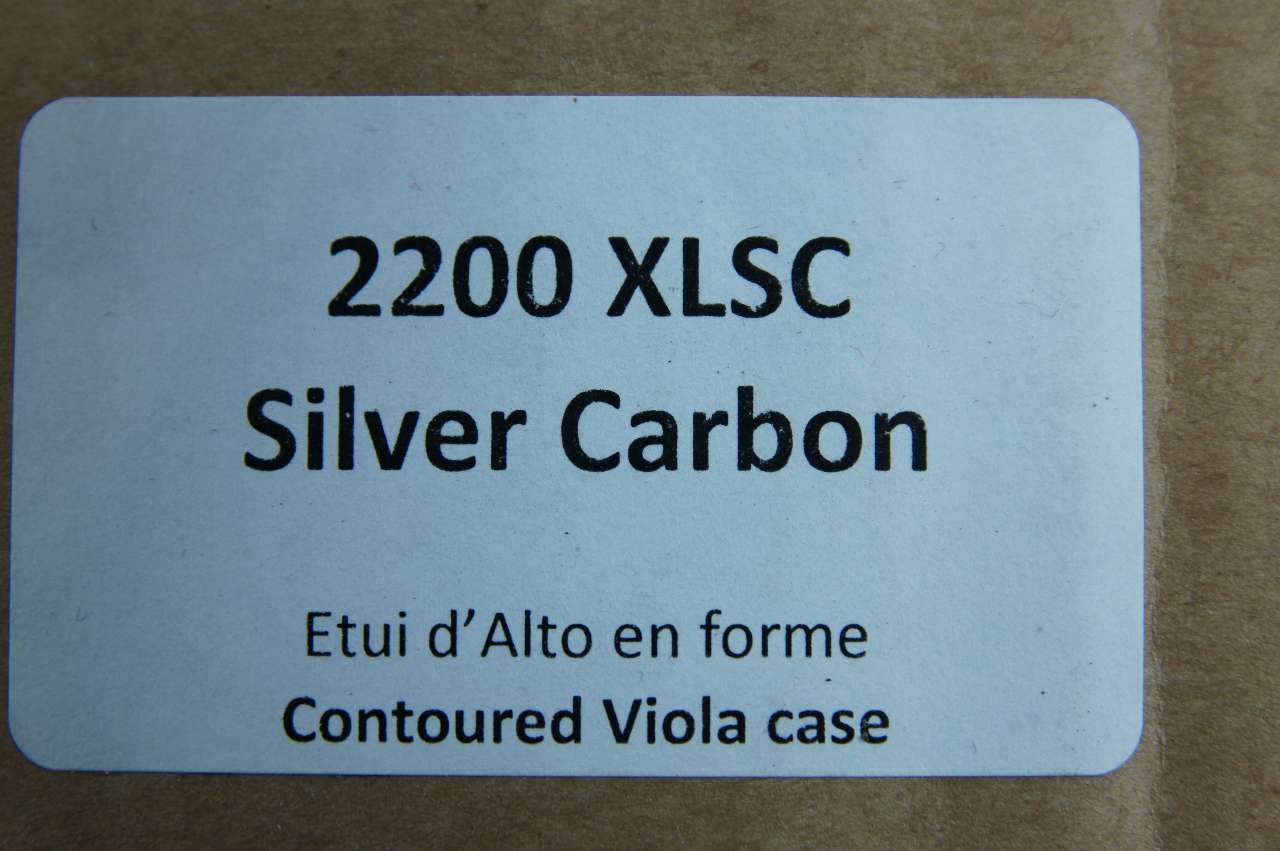 2200 XLSC
Silver Carbon
Etui d’Alto en forme
Contoured Viola case